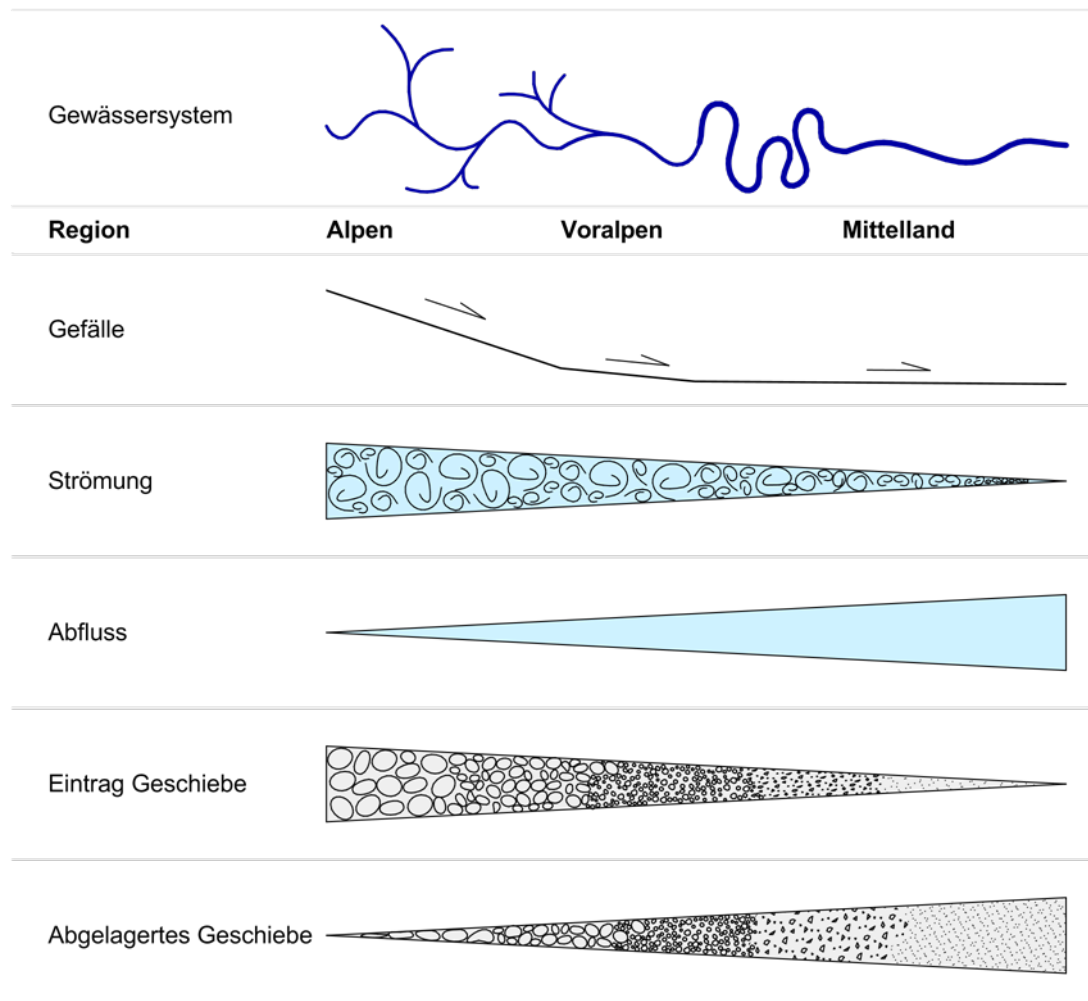 Gewässersystem
Region Alpen Voralpen Mittelland
Gefälle
Strömung
Abfluss
Eintrag Geschiebe
Abgelagertes Geschiebe